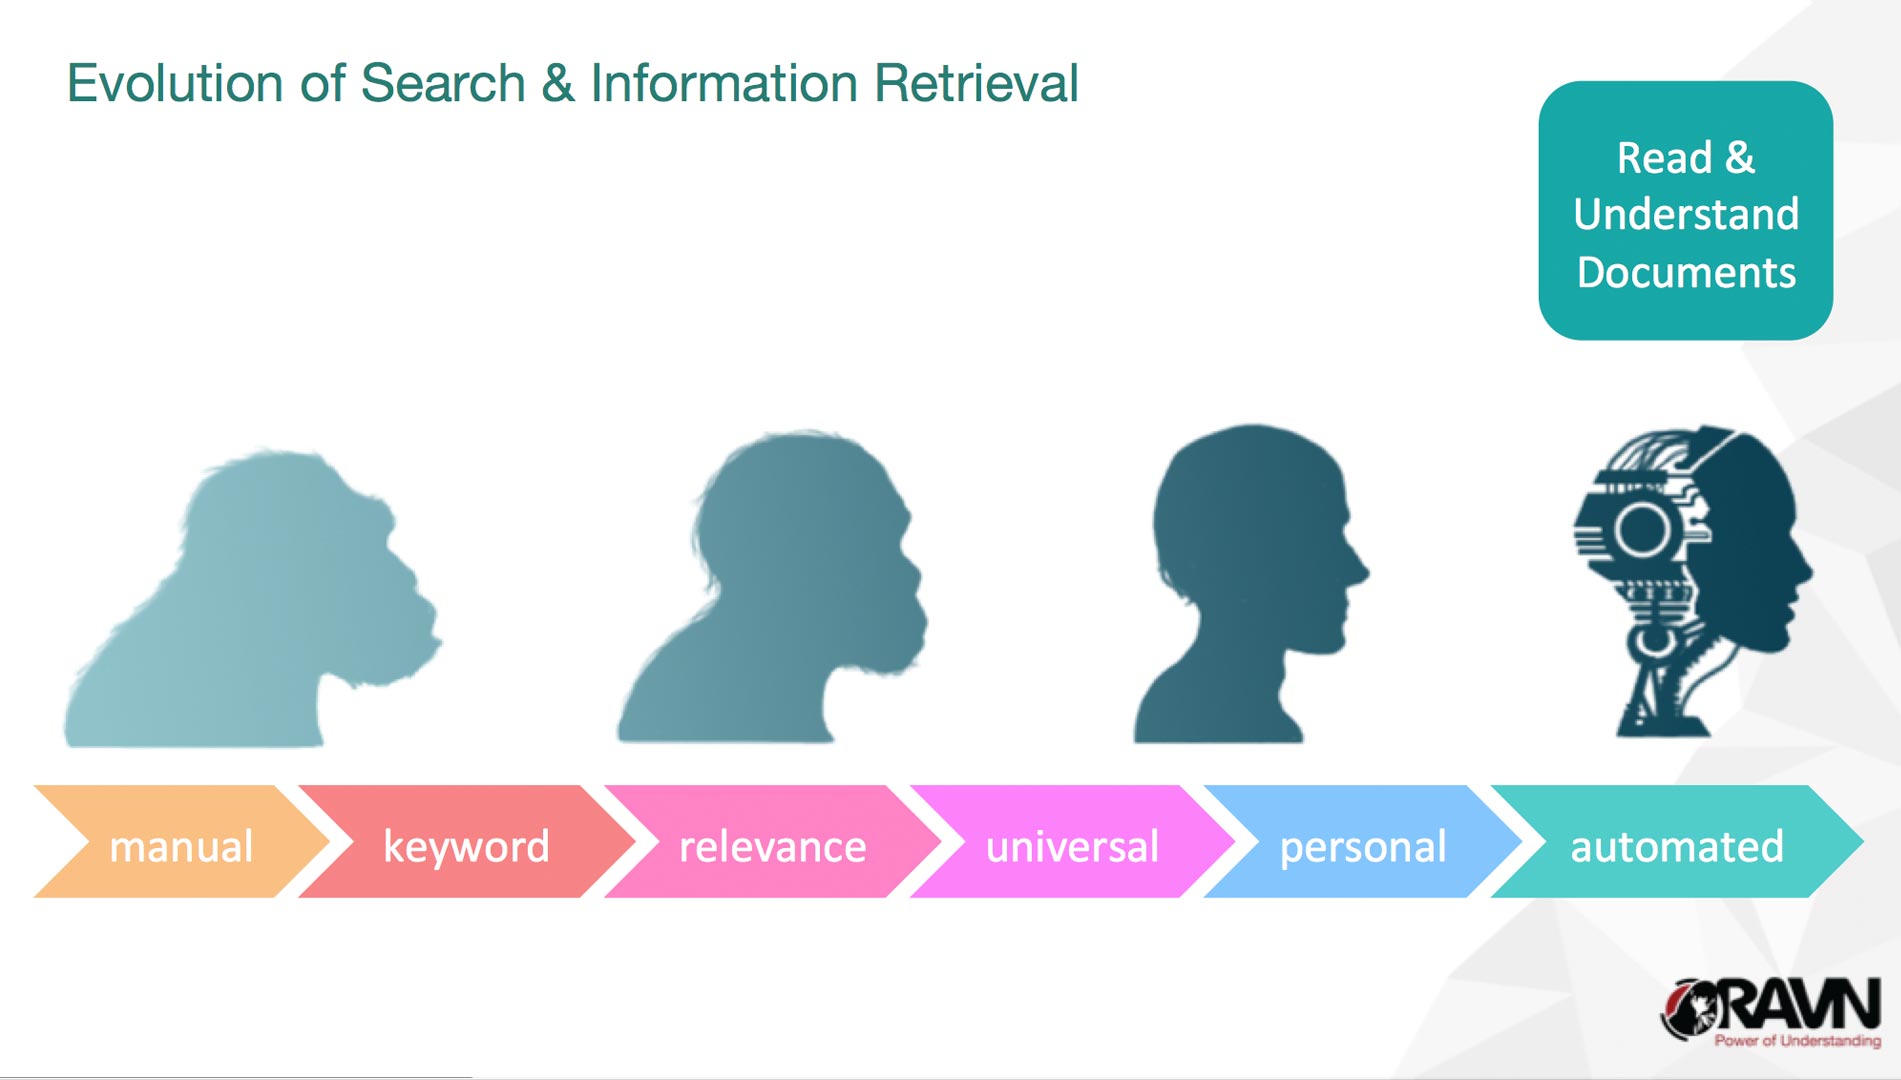 Evolution of Search & Information Retrieval
Read &
Understand
Documents
manual
keyword
relevance
universal
personal
automated
RAVN
Power of Understanding